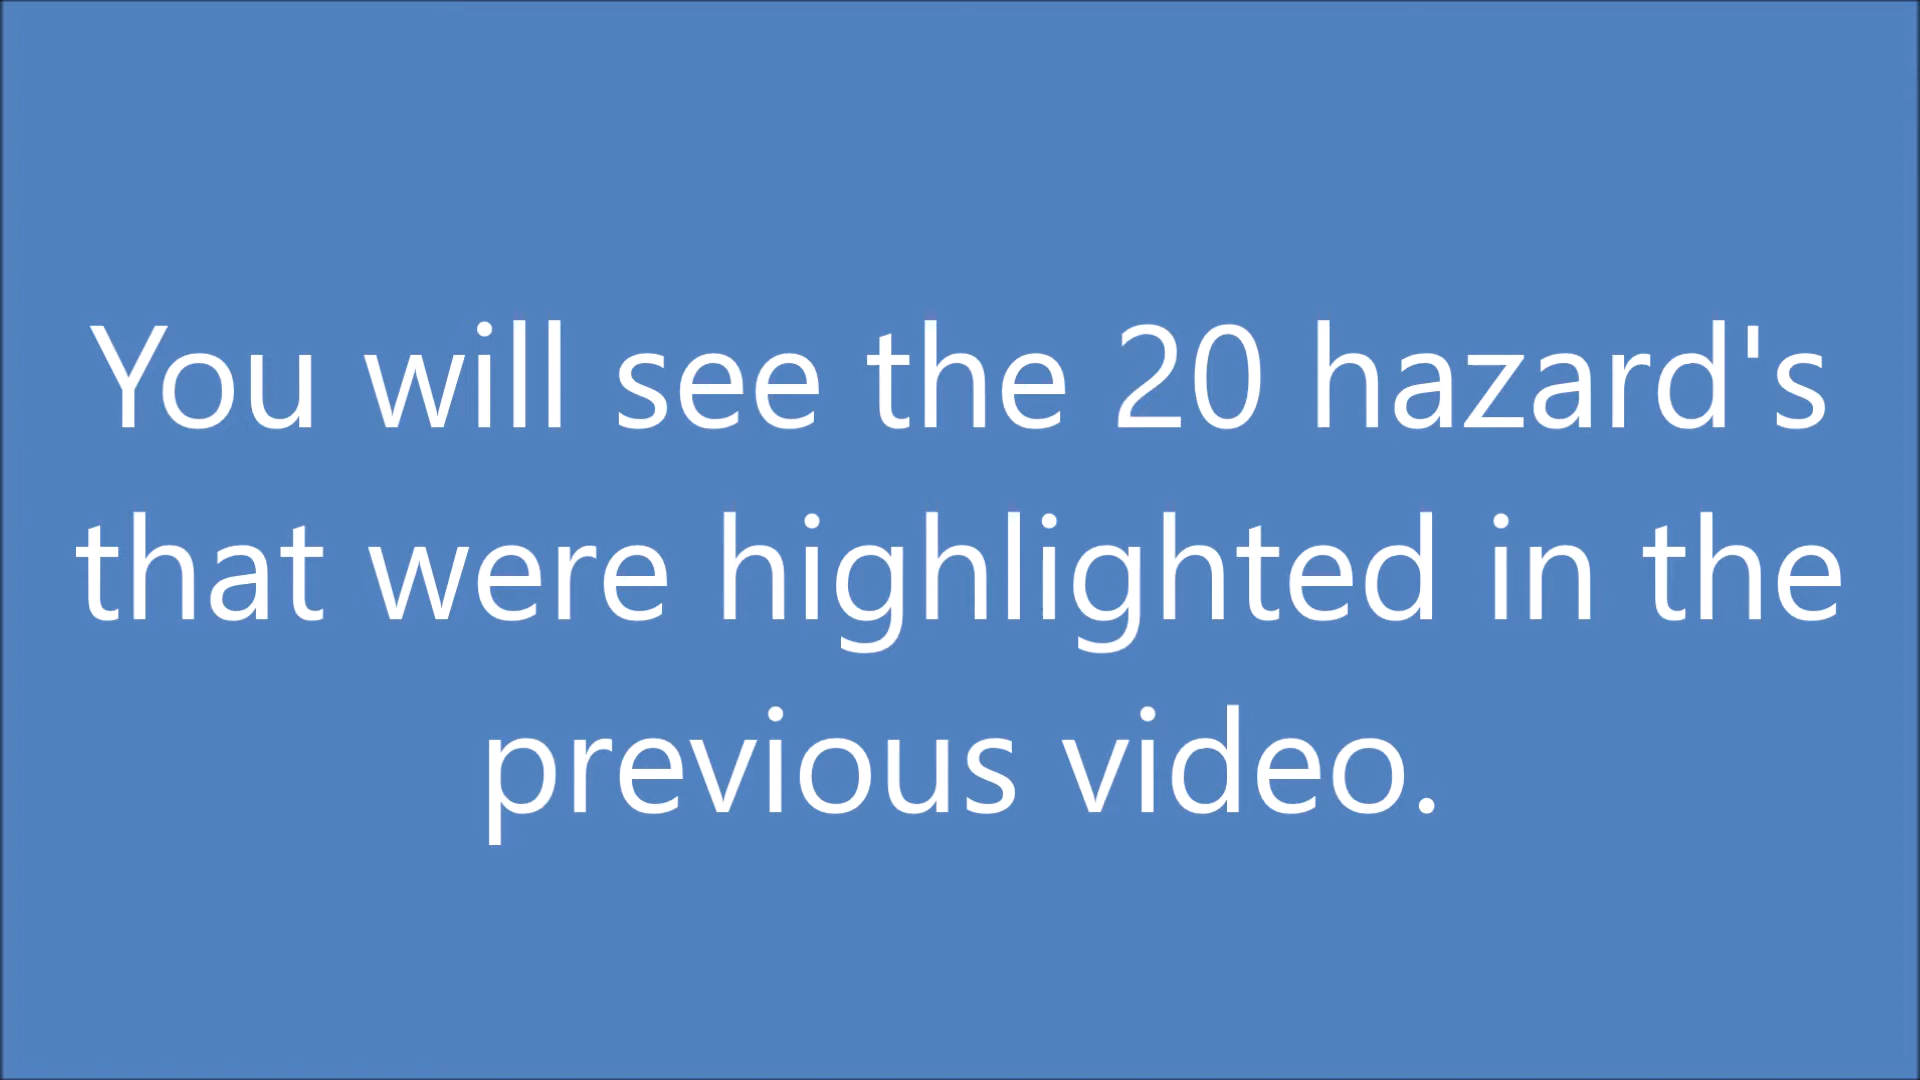 You will see the 20 hazard's
that were highlighted in the
previous video.